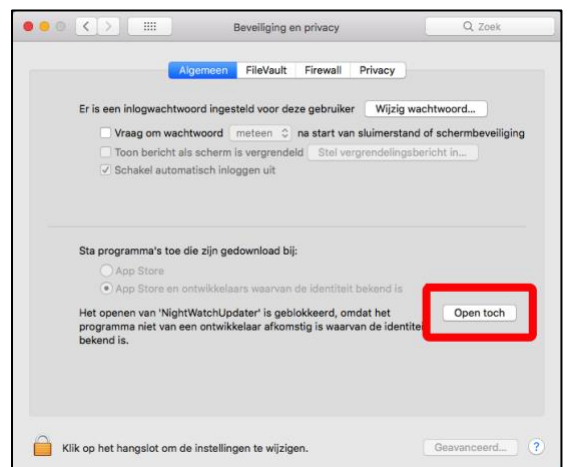 Beveiliging en privacy
Zoek
Algemeen FileVault Firewall Privacy
Er is een inlogwachtwoord ingesteld voor deze gebruiker Wijzig wachtwoord...
Vraag om wachtwoord meteen na start van sluimerstand of schermbeveiliging
Toon bericht als scherm is vergrendeld Stel vergrendelingsbericht in...
Schakel automatisch inloggen uit
Sta programma's toe die zijn gedownload bij:
App Store
App Store en ontwikkelaars waarvan de identiteit bekend is
Het openen van 'NightWatchUpdater' is geblokkeerd, omdat het
programma niet van een ontwikkelaar afkomstig is waarvan de identitei
bekend is.
Open toch
Klik op het hangslot om de instellingen te wijzigen.
Geavanceerd... ?